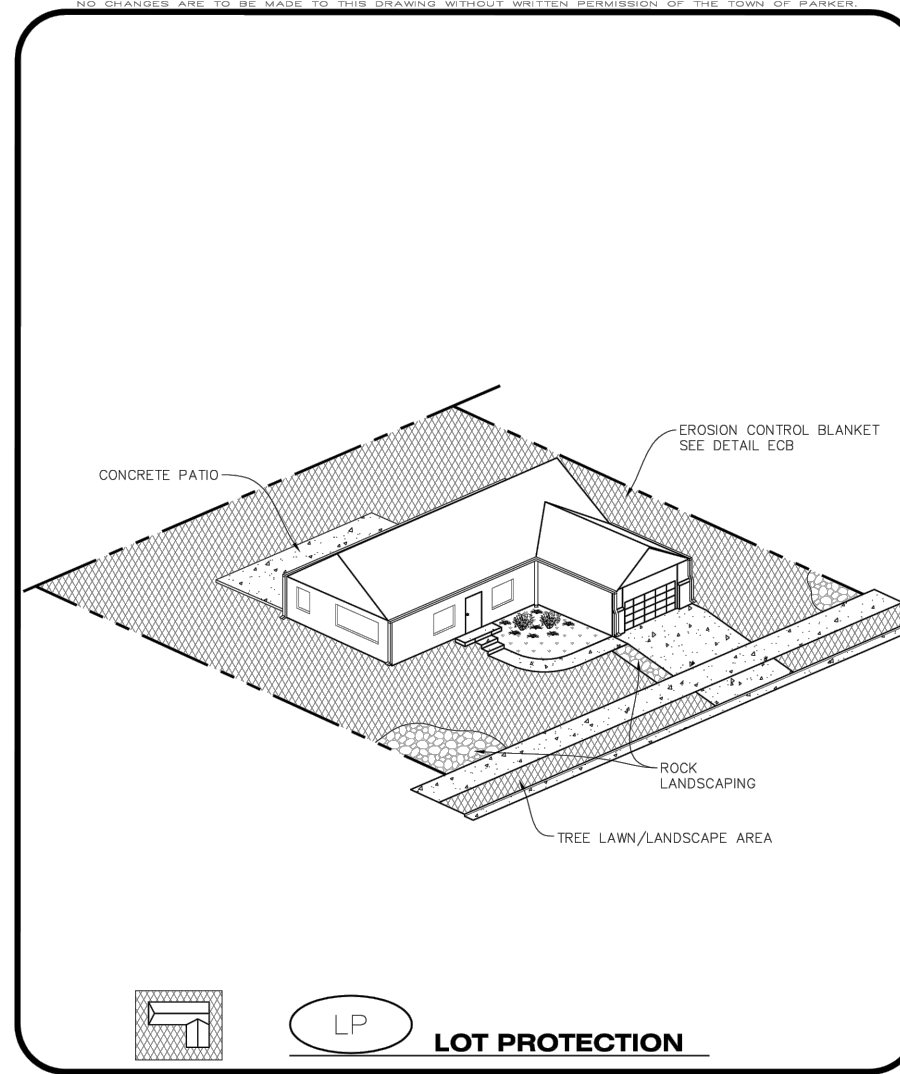 NO CHANGES ARE TO BE MADE TO THIS DRAWING WITHOUT WRITTEN PERMISSION OF THE TOWN OF PARKER.
EROSION CONTROL BLANKET
SEE DETAIL ECB
CONCRETE PATIO
ROCK
LANDSCAPING
TREE LAWN/LANDSCAPE AREA
LP
LOT PROTECTION